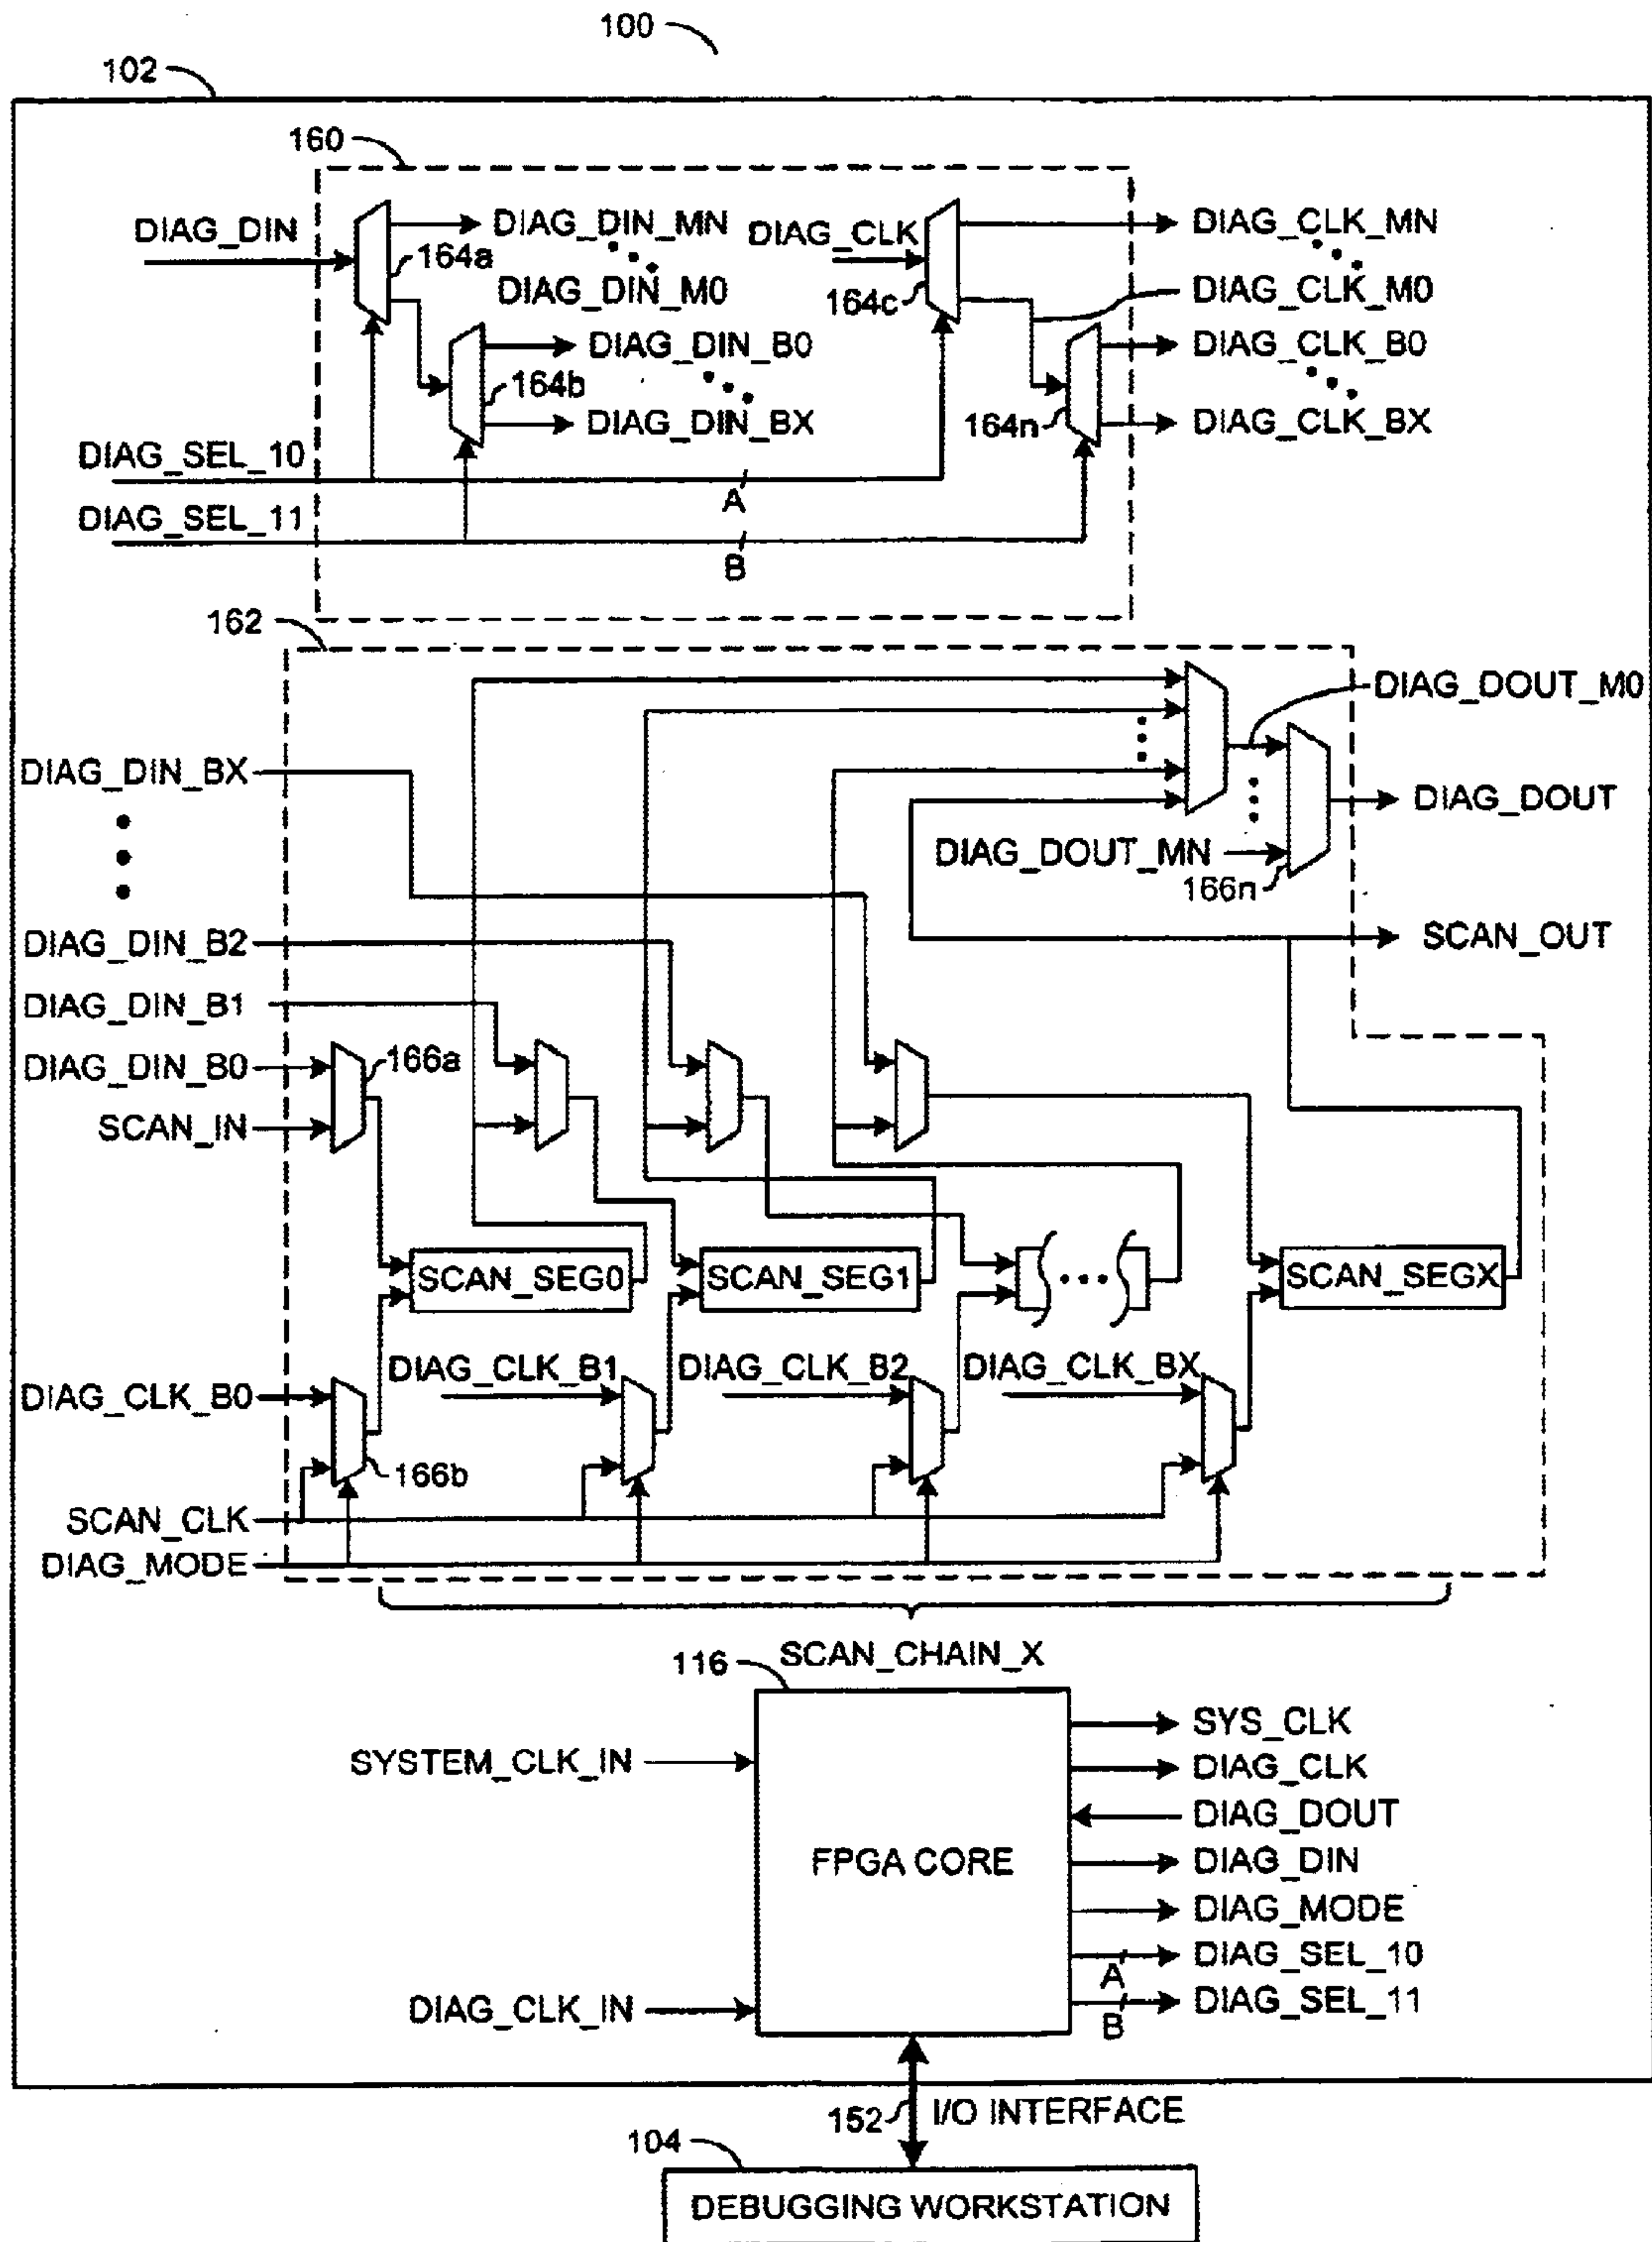 100
102
160
DIAG_DIN
164a
DIAG_DIN_MN
DIAG_DIN_M0
DIAG_CLK
164c
DIAG_CLK_MN
DIAG_CLK_M0
164b
DIAG_DIN_B0
DIAG_DIN_BX
164n
DIAG_CLK_B0
DIAG_CLK_BX
DIAG_SEL_10
A
DIAG_SEL_11
B
162
DIAG_DOUT_M0
DIAG_DIN_BX
DIAG_DOUT
DIAG_DOUT_MN
166n
DIAG_DIN_B2
SCAN_OUT
DIAG_DIN_B1
DIAG_DIN_B0
166a
SCAN_IN
SCAN_SEG0
SCAN_SEG1
SCAN_SEGX
DIAG_CLK_B0
DIAG_CLK_B1
DIAG_CLK_B2
DIAG_CLK_BX
166b
SCAN_CLK
DIAG_MODE
SCAN_CHAIN_X
116
SYSTEM_CLK_IN
FPGA CORE
DIAG_CLK_IN
SYS_CLK
DIAG_CLK
DIAG_DOUT
DIAG_DIN
DIAG_MODE
DIAG_SEL_10
A
DIAG_SEL_11
B
152
I/O INTERFACE
104
DEBUGGING WORKSTATION